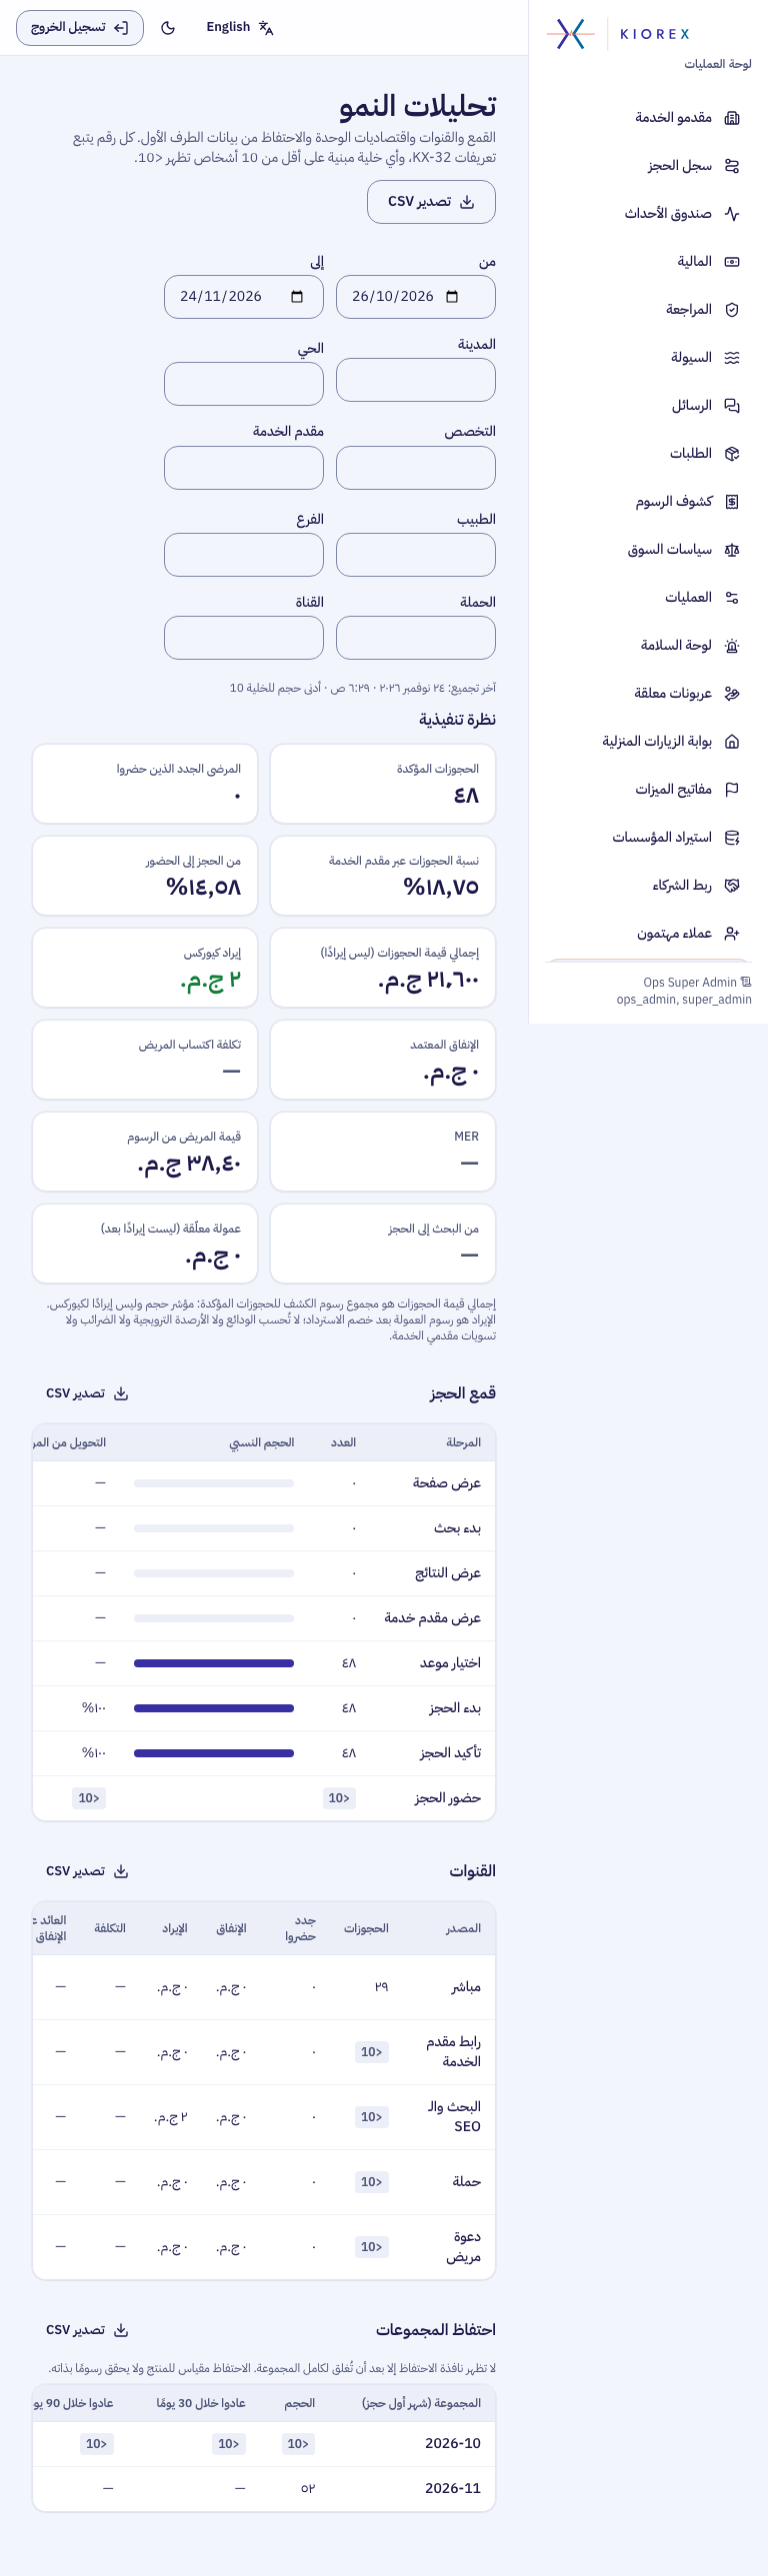 KIOREX
لوحة العمليات
مقدمو الخدمة
سجل الحجز
صندوق الأحداث
المالية
المراجعة
السيولة
الرسائل
الطلبات
كشوف الرسوم
سياسات السوق
العمليات
لوحة السلامة
عربونات معلقة
بوابة الزيارات المنزلية
مفاتيح الميزات
استيراد المؤسسات
ربط الشركاء
عملاء مهتمون
Ops Super Admin
ops_admin, super_admin
English
تسجيل الخروج
تحليلات النمو
القمع والقنوات واقتصاديات الوحدة والاحتفاظ من بيانات الطرف الأول. كل رقم يتبع
تعريفات KX-32، وأي خلية مبنية على أقل من 10 أشخاص تظهر <10.
تصدير CSV
من
إلى
26/10/2026
24/11/2026
المدينة
الحي
التخصص
مقدم الخدمة
الطبيب
الفرع
الحملة
القناة
آخر تجميع: ٢٤ نوفمبر ٢٠٢٦ ٦:٢٩ ص · أدنى حجم للخلية 10
نظرة تنفيذية
الحجوزات المؤكدة
٤٨
المرضى الجدد الذين حضروا
٠
نسبة الحجوزات عبر مقدم الخدمة
١٨,٧٥%
من الحجز إلى الحضور
١٤,٥٨%
إجمالي قيمة الحجوزات (ليس إيرادًا)
٢١,٦٠٠ ج.م.
إيراد كيوركس
٢ ج.م.
الإنفاق المعتمد
٠ ج.م.
تكلفة اكتساب المريض
—
MER
—
قيمة المريض من الرسوم
٣٨,٤٠ ج.م.
من البحث إلى الحجز
—
عمولة معلّقة (ليست إيرادًا بعد)
٠ ج.م.
إجمالي قيمة الحجوزات هو مجموع رسوم الكشف للحجوزات المؤكدة: مؤشر حجم وليس إيرادًا لكيوركس.
الإيراد هو رسوم العمولة بعد خصم الاسترداد؛ لا تُحسب الودائع ولا الأرصدة الترويجية ولا الضرائب ولا
تسويات مقدمي الخدمة.
قمع الحجز
تصدير CSV
المرحلة العدد الحجم النسبي التحويل من المر
عرض صفحة ٠ —
بدء بحث ٠ —
عرض النتائج ٠ —
عرض مقدم خدمة ٠ —
اختيار موعد ٤٨ —
بدء الحجز ٤٨ ١٠٠%
تأكيد الحجز ٤٨ ١٠٠%
حضور الحجز <10 <10
القنوات
تصدير CSV
المصدر الحجوزات جدد حضروا الإنفاق الإيراد التكلفة العائد ع الإنفاق
مباشر ٢٩ ٠ ٠ ج.م. ٠ ج.م. — —
رابط مقدم الخدمة <10 ٠ ٠ ج.م. ٠ ج.م. — —
البحث والـ SEO <10 ٠ ٠ ج.م. ٢ ج.م. — —
حملة <10 ٠ ٠ ج.م. ٠ ج.م. — —
دعوة مريض <10 ٠ ٠ ج.م. ٠ ج.م. — —
احتفاظ المجموعات
تصدير CSV
لا تظهر نافذة الاحتفاظ إلا بعد أن تُغلق لكامل المجموعة. الاحتفاظ مقياس للمنتج ولا يحقق رسومًا بذاته.
المجموعة (شهر أول حجز) الحجم عادوا خلال 30 يومًا عادوا خلال 90 يو
2026-10 <10 <10 <10
2026-11 ٥٢ — —